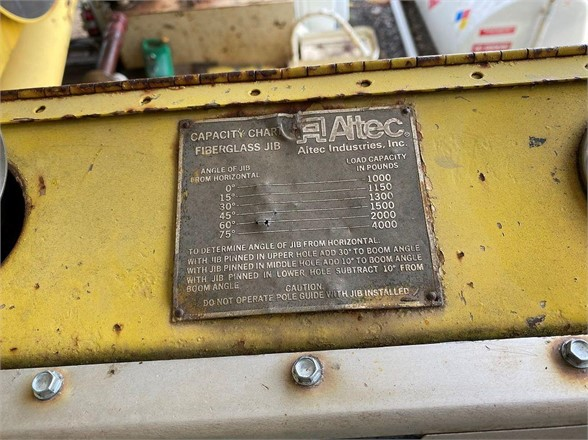 CAPACITY CHART
FIBERGLASS JIB
Altec
Altec Industries, Inc.
ANGLE OF JIB
FROM HORIZONTAL
LOAD CAPACITY
IN POUNDS
0° 1000
15° 1150
30° 1300
45° 1500
60° 2000
75° 4000
TO DETERMINE ANGLE OF JIB FROM HORIZONTAL
WITH JIB PINNED IN UPPER HOLE ADD 30° TO BOOM ANGLE
WITH JIB PINNED IN MIDDLE HOLE ADD 10° TO BOOM ANGLE
WITH JIB PINNED IN LOWER HOLE SUBTRACT 10° FROM
BOOM ANGLE.
CAUTION
DO NOT OPERATE POLE GUIDE WITH JIB INSTALLED